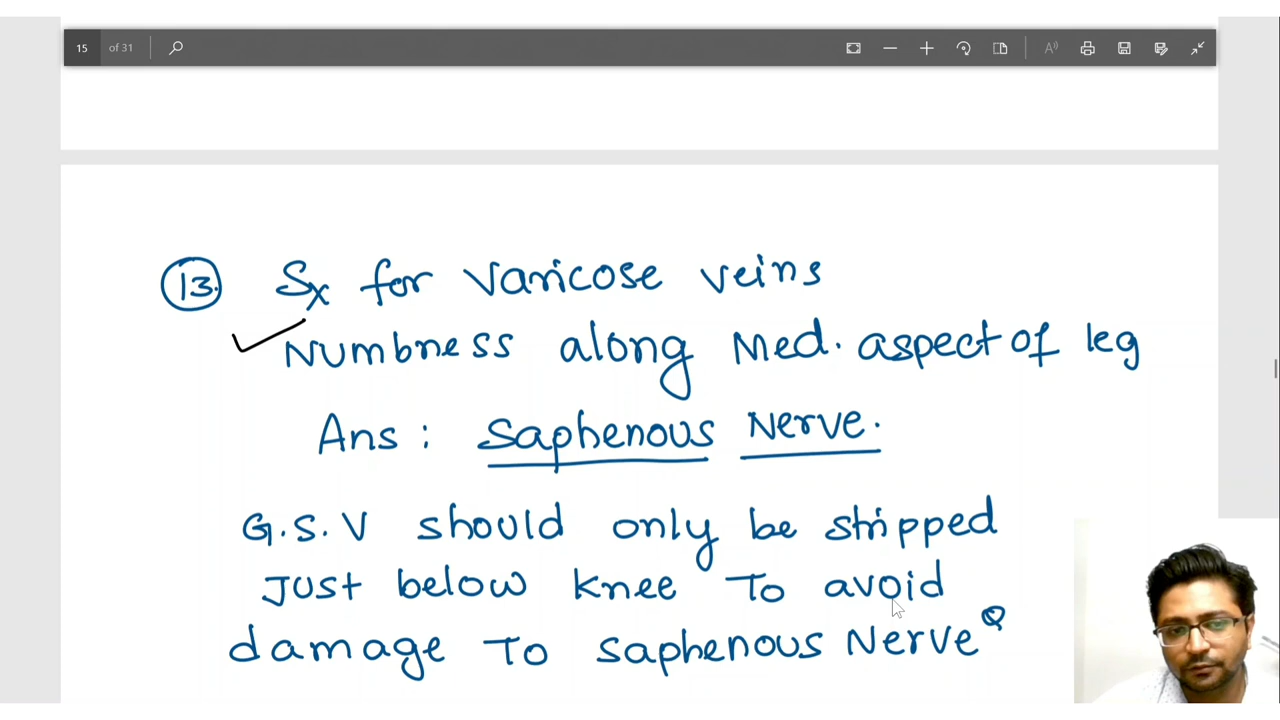 15 of 31
13. Sx for Varicose veins
Numbness along Med. aspect of leg
Ans : Saphenous Nerve.
G.S.V should only be stripped
Just below knee To avoid
damage To saphenous Nerve Q